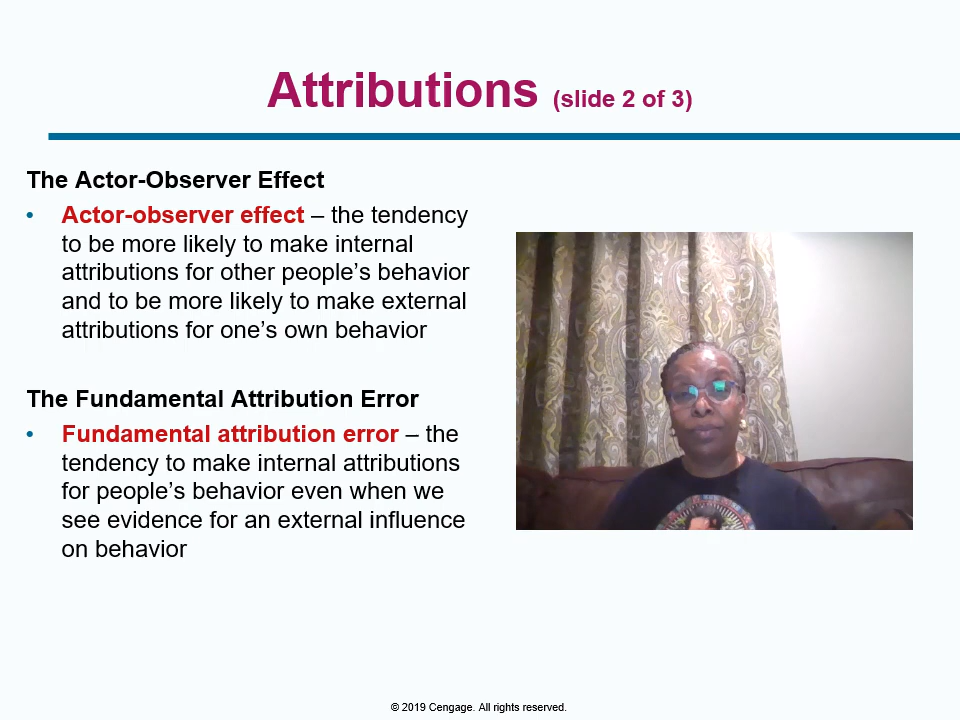 Attributions (slide 2 of 3)
The Actor-Observer Effect
• Actor-observer effect – the tendency
to be more likely to make internal
attributions for other people’s behavior
and to be more likely to make external
attributions for one’s own behavior
The Fundamental Attribution Error
• Fundamental attribution error – the
tendency to make internal attributions
for people’s behavior even when we
see evidence for an external influence
on behavior
© 2019 Cengage. All rights reserved.